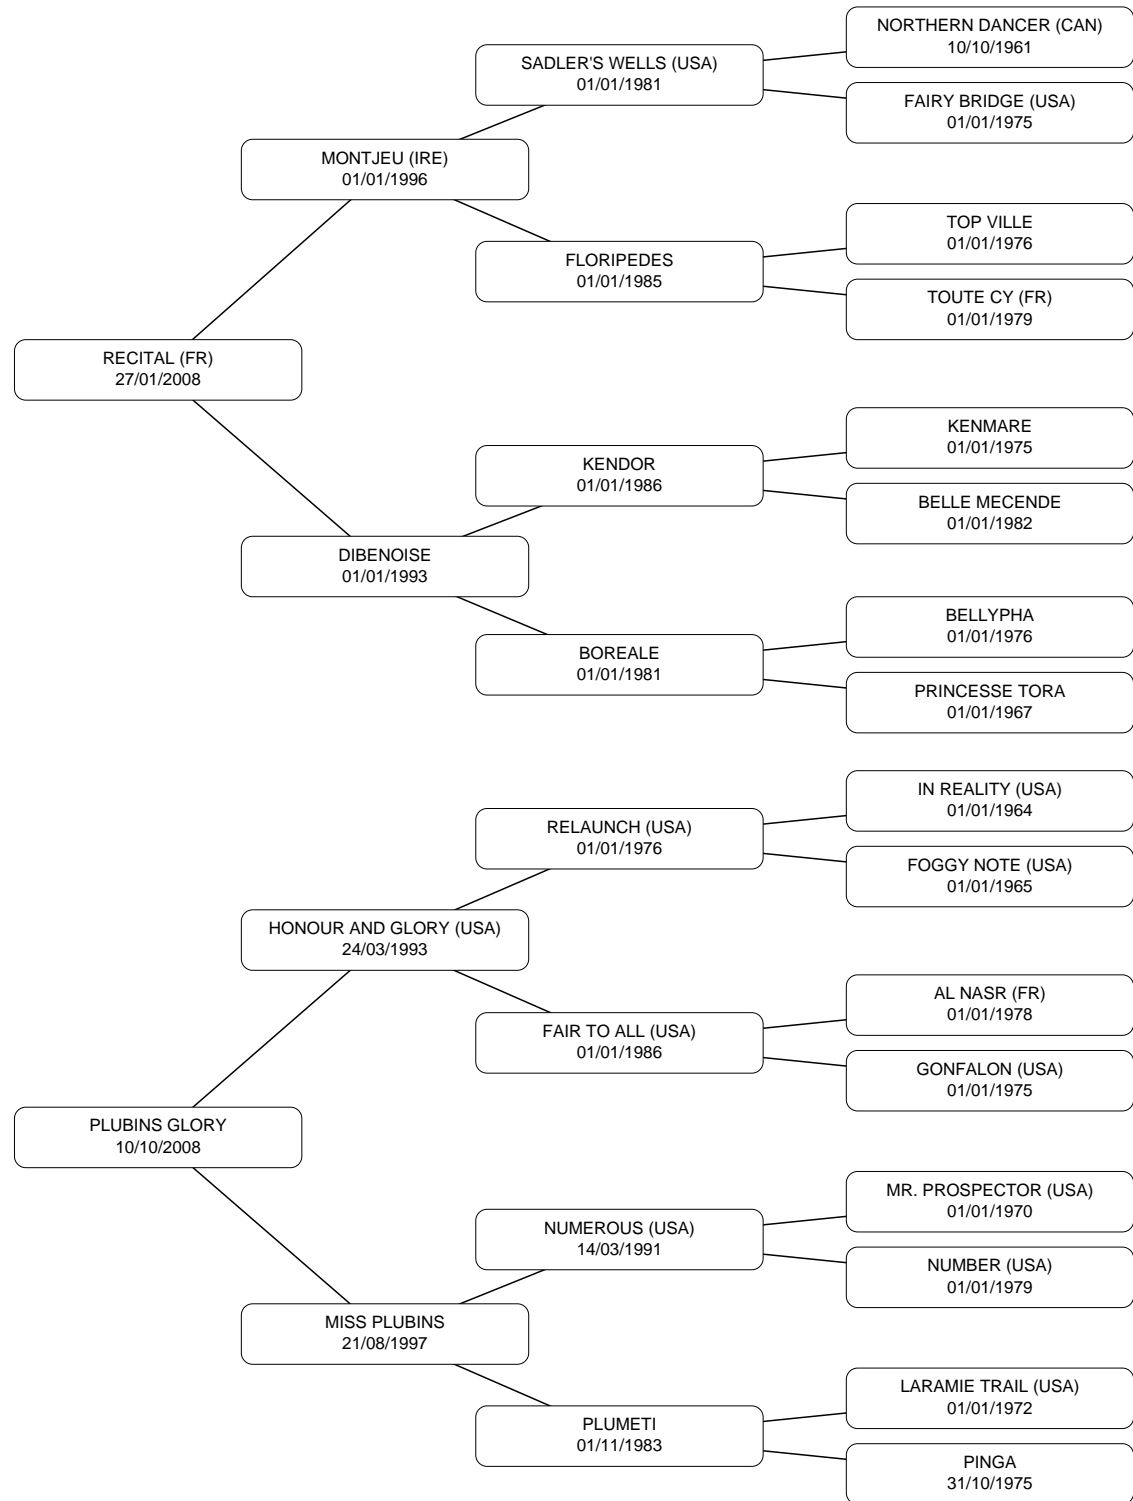 NORTHERN DANCER (CAN)
10/10/1961
SADLER'S WELLS (USA)
01/01/1981
FAIRY BRIDGE (USA)
01/01/1975
MONTJEU (IRE)
01/01/1996
TOP VILLE
01/01/1976
FLORIPEDES
01/01/1985
TOUTE CY (FR)
01/01/1979
RECITAL (FR)
27/01/2008
KENMARE
01/01/1975
KENDOR
01/01/1986
BELLE MECENDE
01/01/1982
DIBENOISE
01/01/1993
BELLYPHA
01/01/1976
BOREALE
01/01/1981
PRINCESSE TORA
01/01/1967
IN REALITY (USA)
01/01/1964
RELAUNCH (USA)
01/01/1976
FOGGY NOTE (USA)
01/01/1965
HONOUR AND GLORY (USA)
24/03/1993
AL NASR (FR)
01/01/1978
FAIR TO ALL (USA)
01/01/1986
GONFALON (USA)
01/01/1975
PLUBINS GLORY
10/10/2008
MR. PROSPECTOR (USA)
01/01/1970
NUMEROUS (USA)
14/03/1991
NUMBER (USA)
01/01/1979
MISS PLUBINS
21/08/1997
LARAMIE TRAIL (USA)
01/01/1972
PLUMETI
01/11/1983
PINGA
31/10/1975